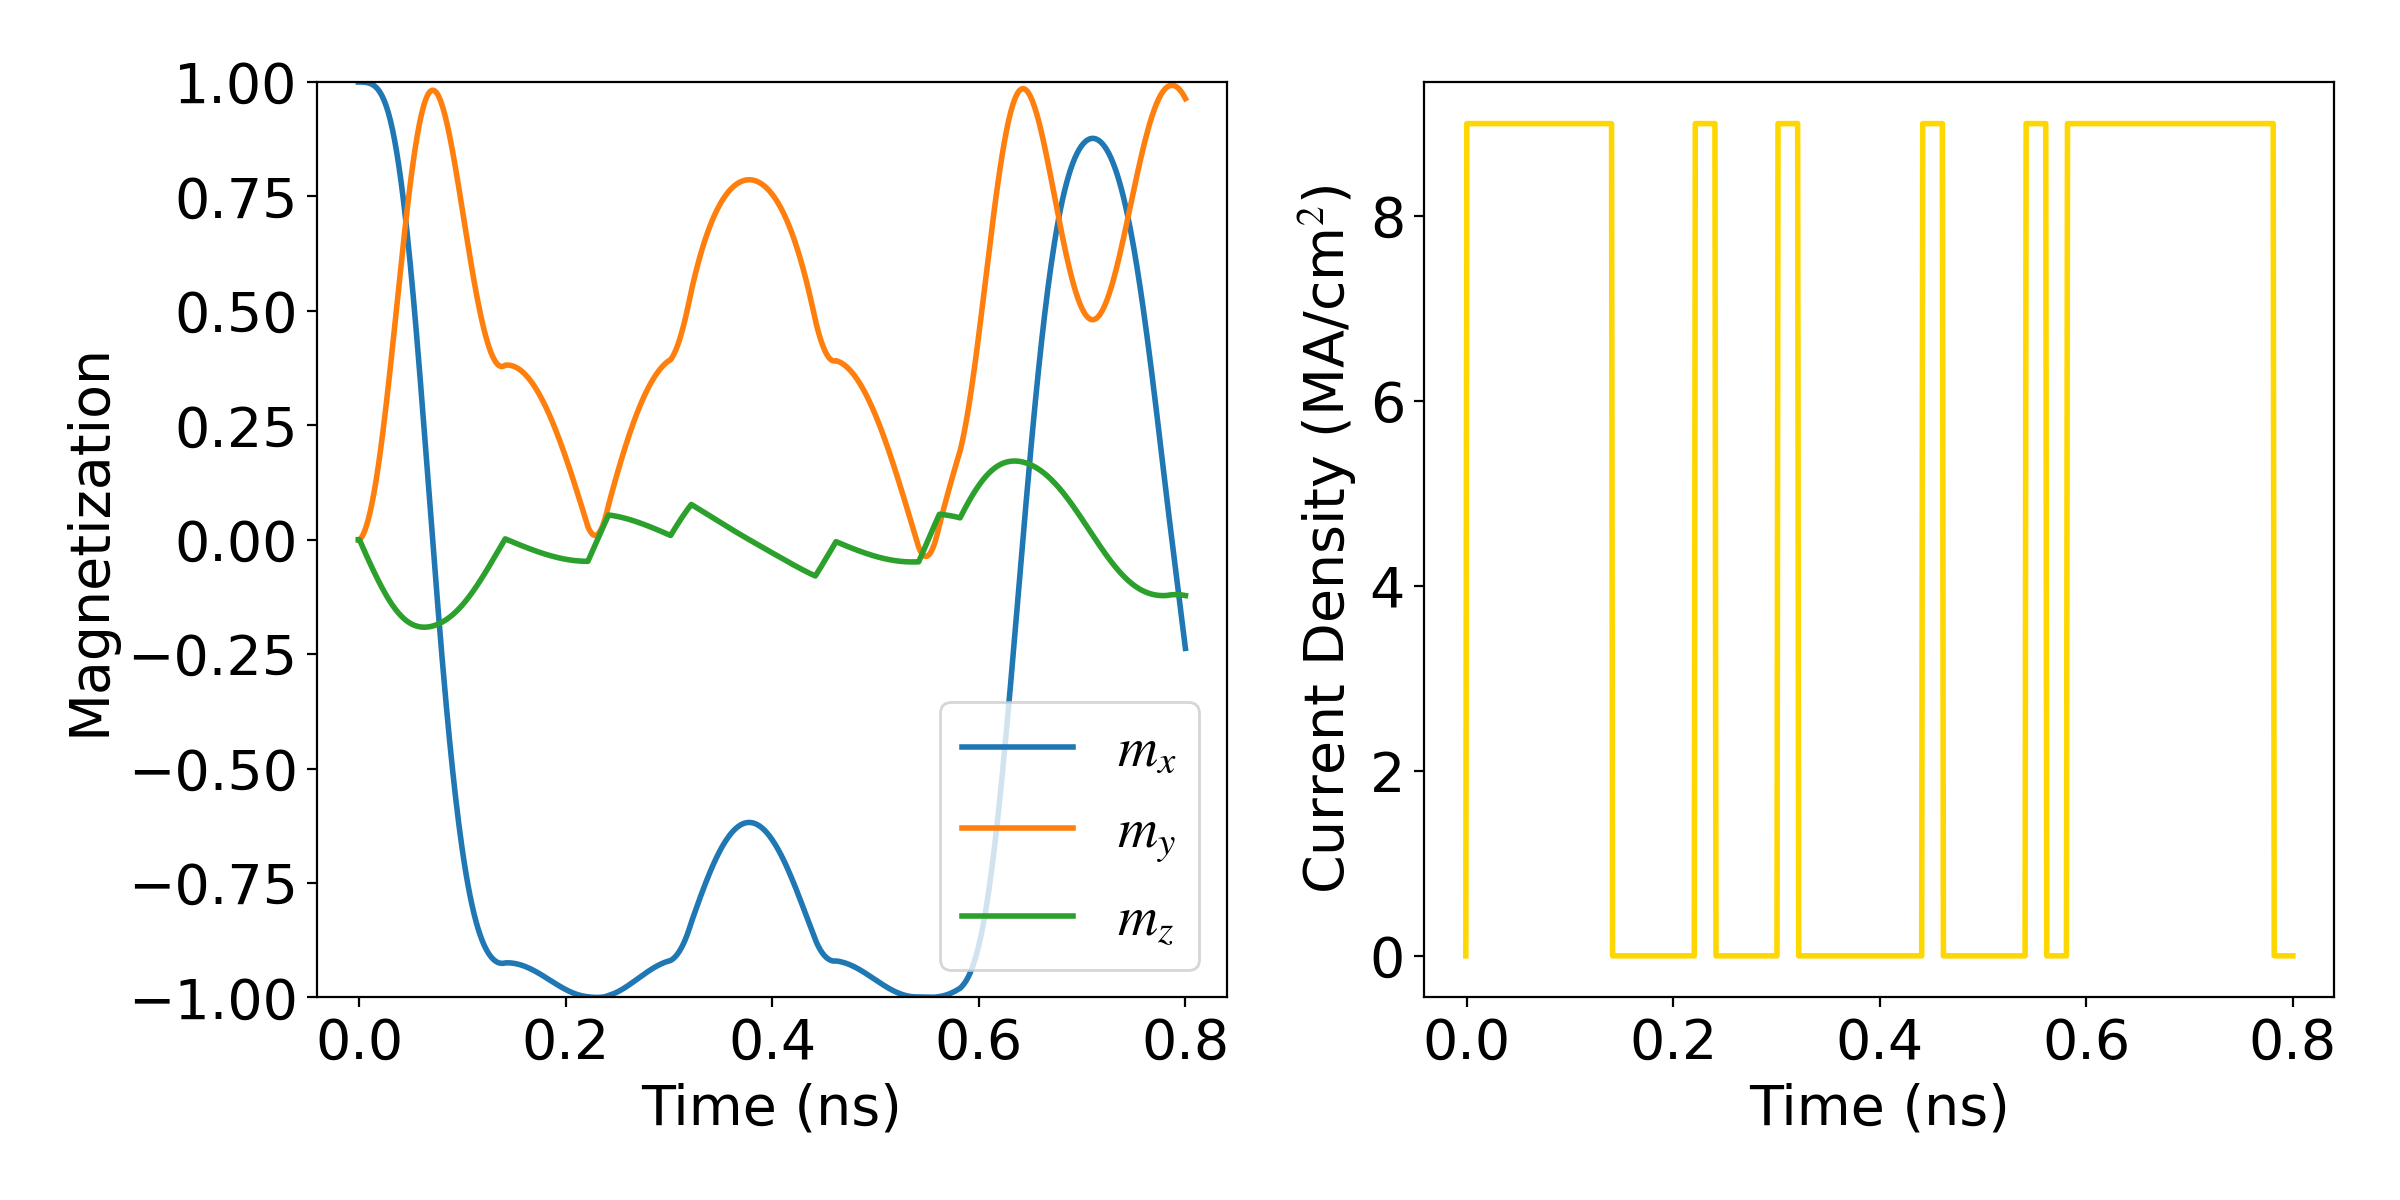 Magnetization
1.00
0.75
0.50
0.25
0.00
−0.25
−0.50
−0.75
−1.00
0.0 0.2 0.4 0.6 0.8
Time (ns)
m_x
m_y
m_z
Current Density (MA/cm²)
8
6
4
2
0
0.0 0.2 0.4 0.6 0.8
Time (ns)